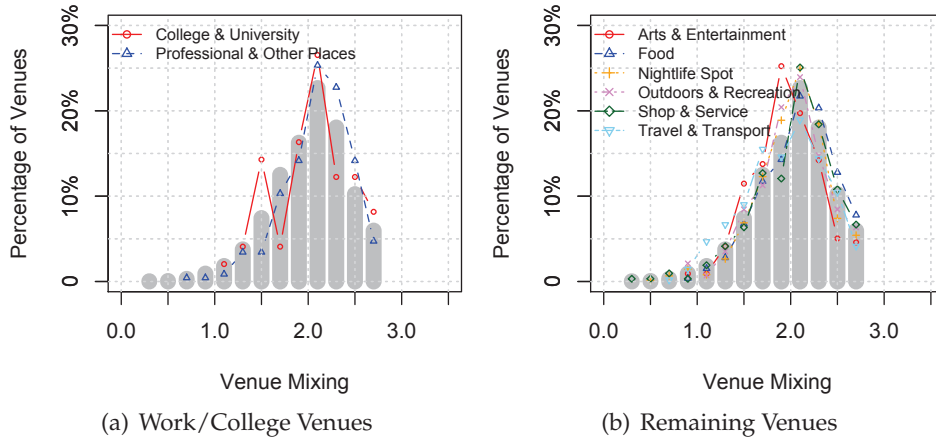 Percentage of Venues
30%
20%
10%
0
College & University
Professional & Other Places
0.0 1.0 2.0 3.0
Venue Mixing
(a) Work/College Venues
Percentage of Venues
30%
20%
10%
0
Arts & Entertainment
Food
Nightlife Spot
Outdoors & Recreation
Shop & Service
Travel & Transport
0.0 1.0 2.0 3.0
Venue Mixing
(b) Remaining Venues